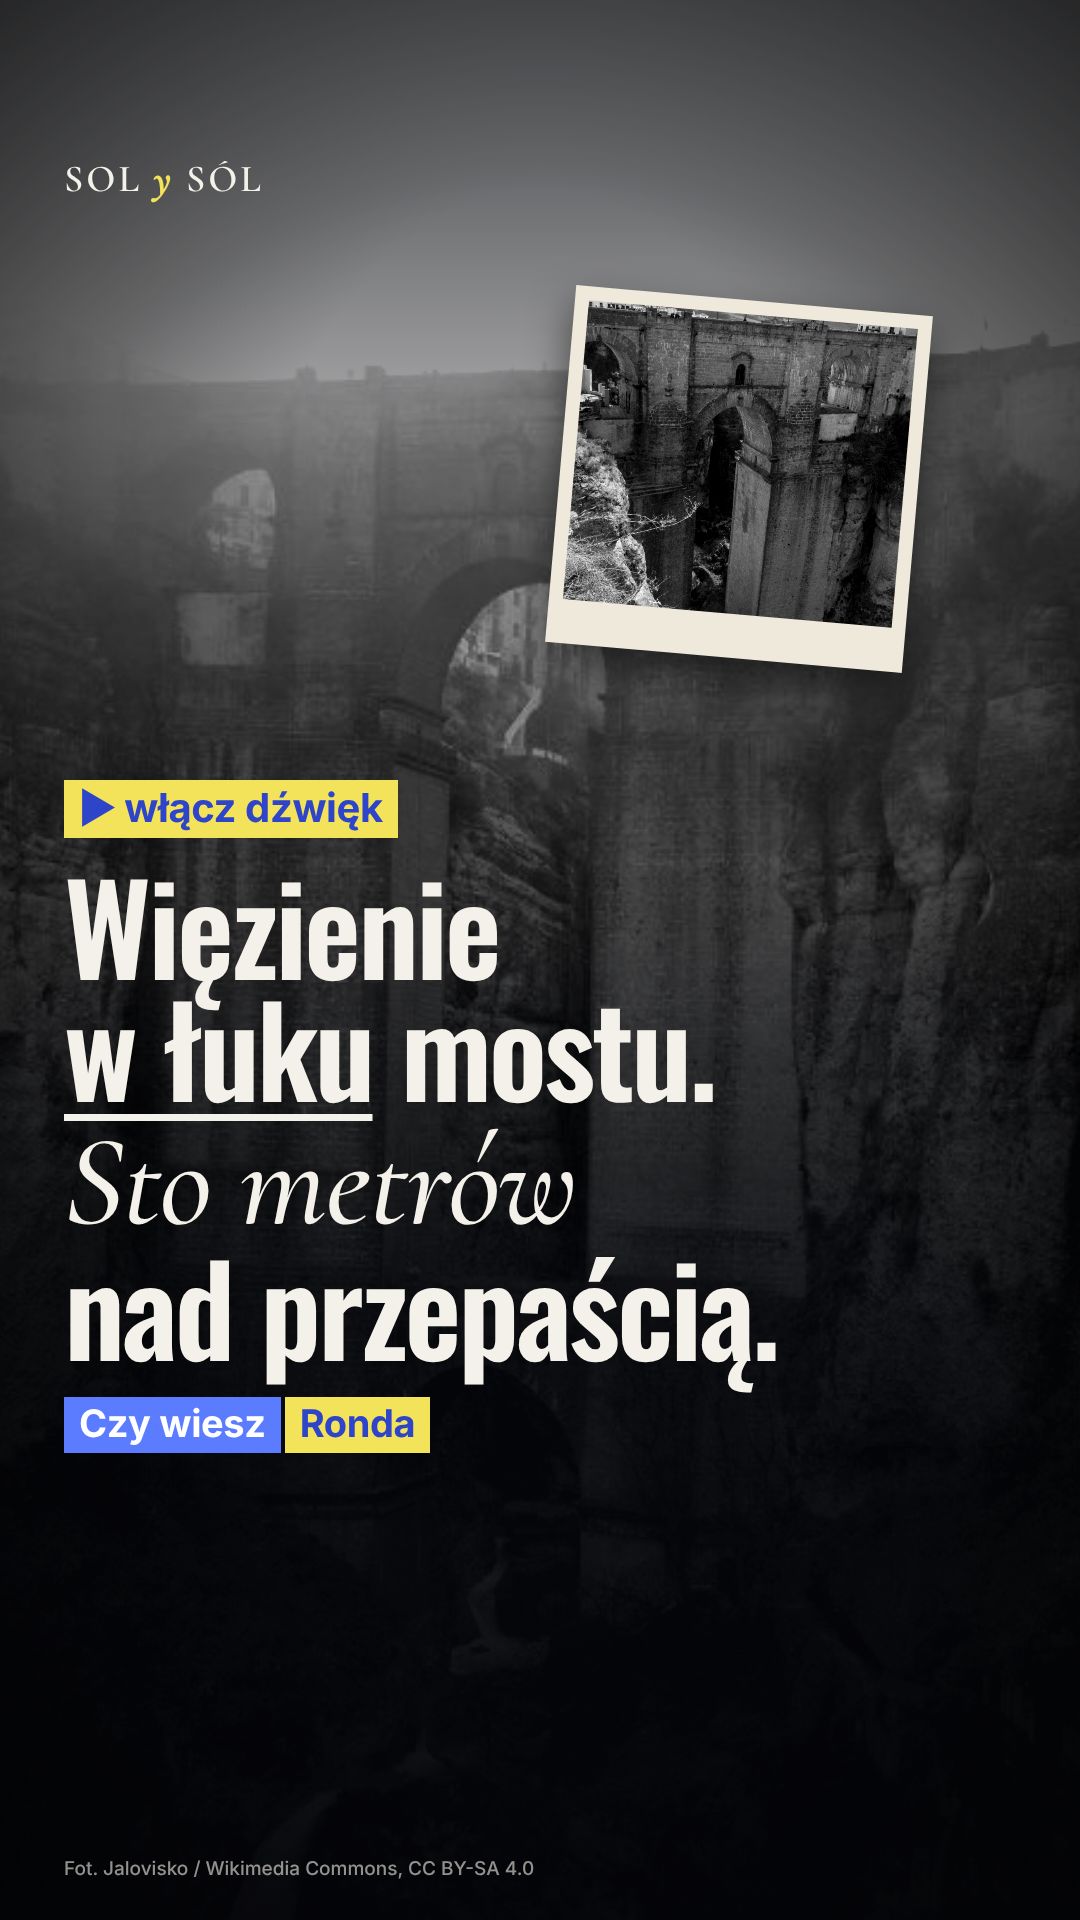 SOL y SÓL
▶ włącz dźwięk
Więzienie
w łuku mostu.
Sto metrów
nad przepaścią.
Czy wiesz Ronda
Fot. Jalovisko / Wikimedia Commons, CC BY-SA 4.0